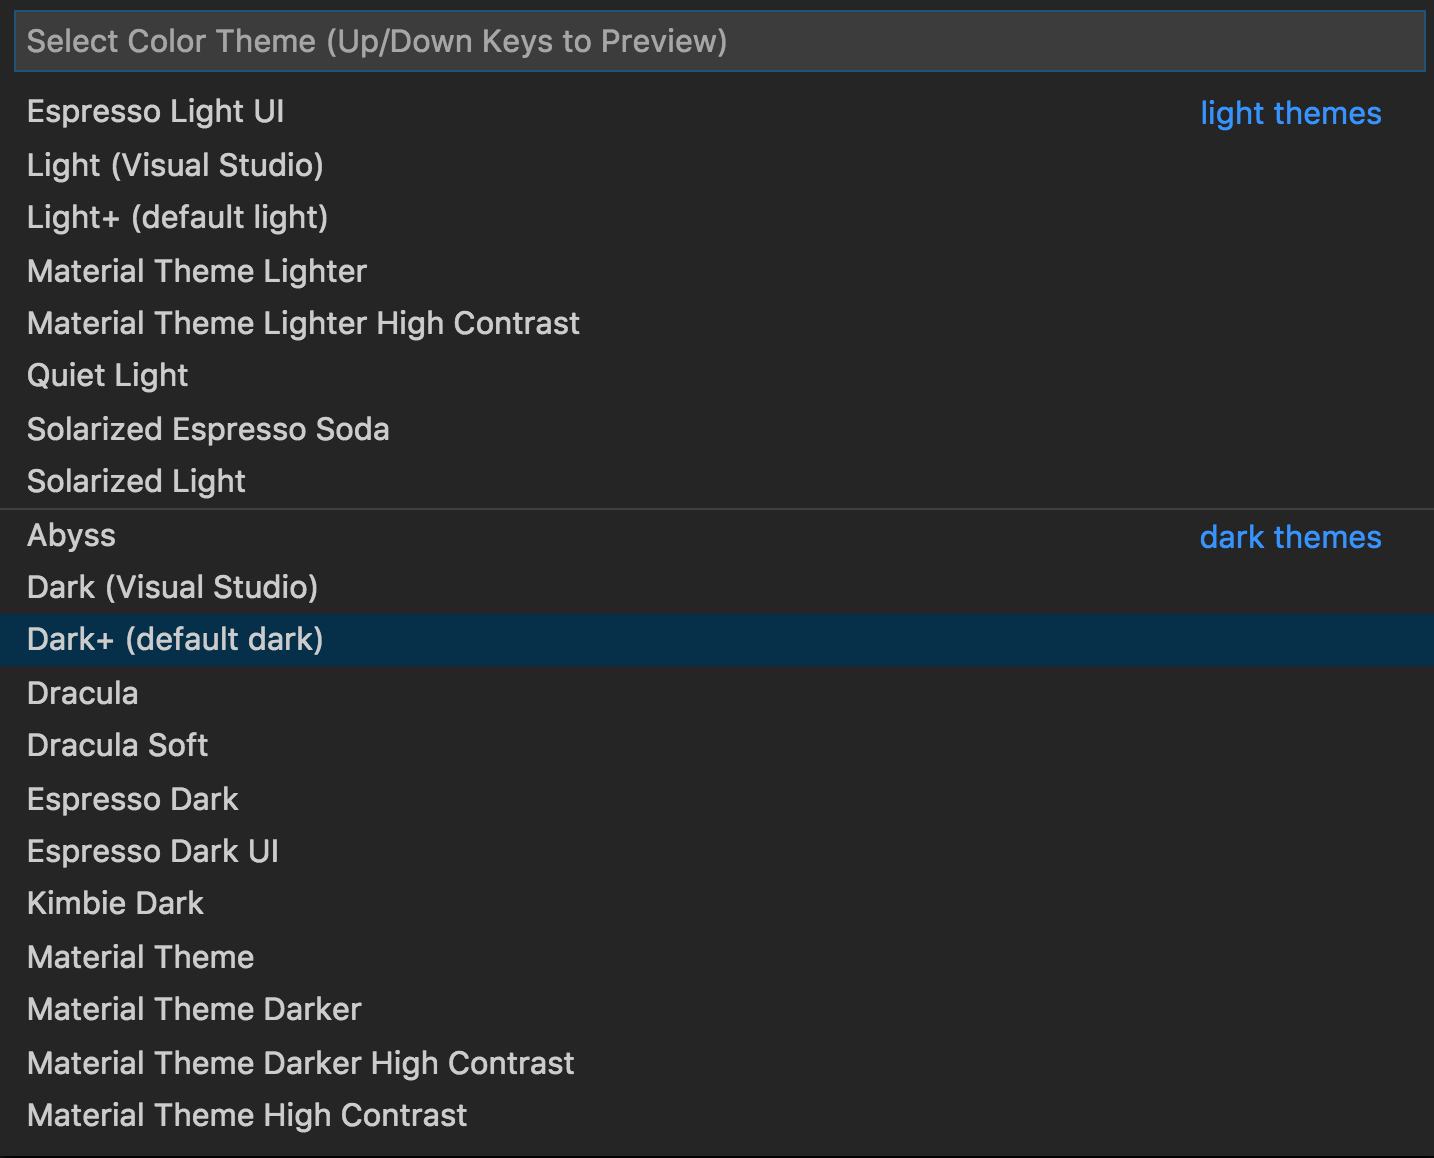 Select Color Theme (Up/Down Keys to Preview)
Espresso Light UI light themes
Light (Visual Studio)
Light+ (default light)
Material Theme Lighter
Material Theme Lighter High Contrast
Quiet Light
Solarized Espresso Soda
Solarized Light
Abyss dark themes
Dark (Visual Studio)
Dark+ (default dark)
Dracula
Dracula Soft
Espresso Dark
Espresso Dark UI
Kimbie Dark
Material Theme
Material Theme Darker
Material Theme Darker High Contrast
Material Theme High Contrast